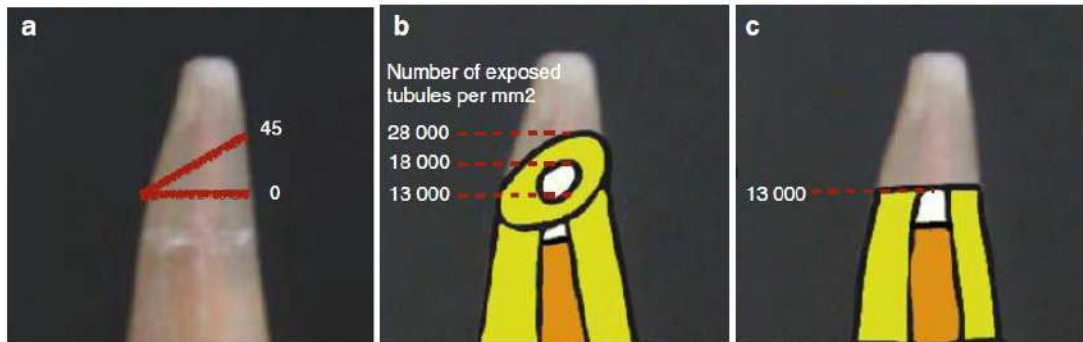 a
45
0
b
Number of exposed
tubules per mm2
28 000
18 000
13 000
c
13 000